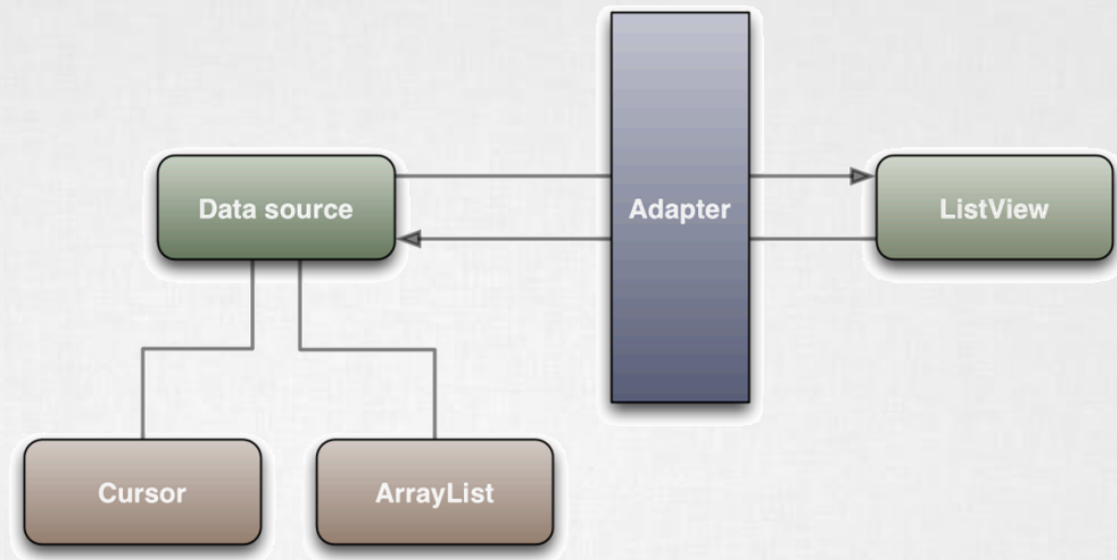 Data source
Adapter
ListView
Cursor
ArrayList